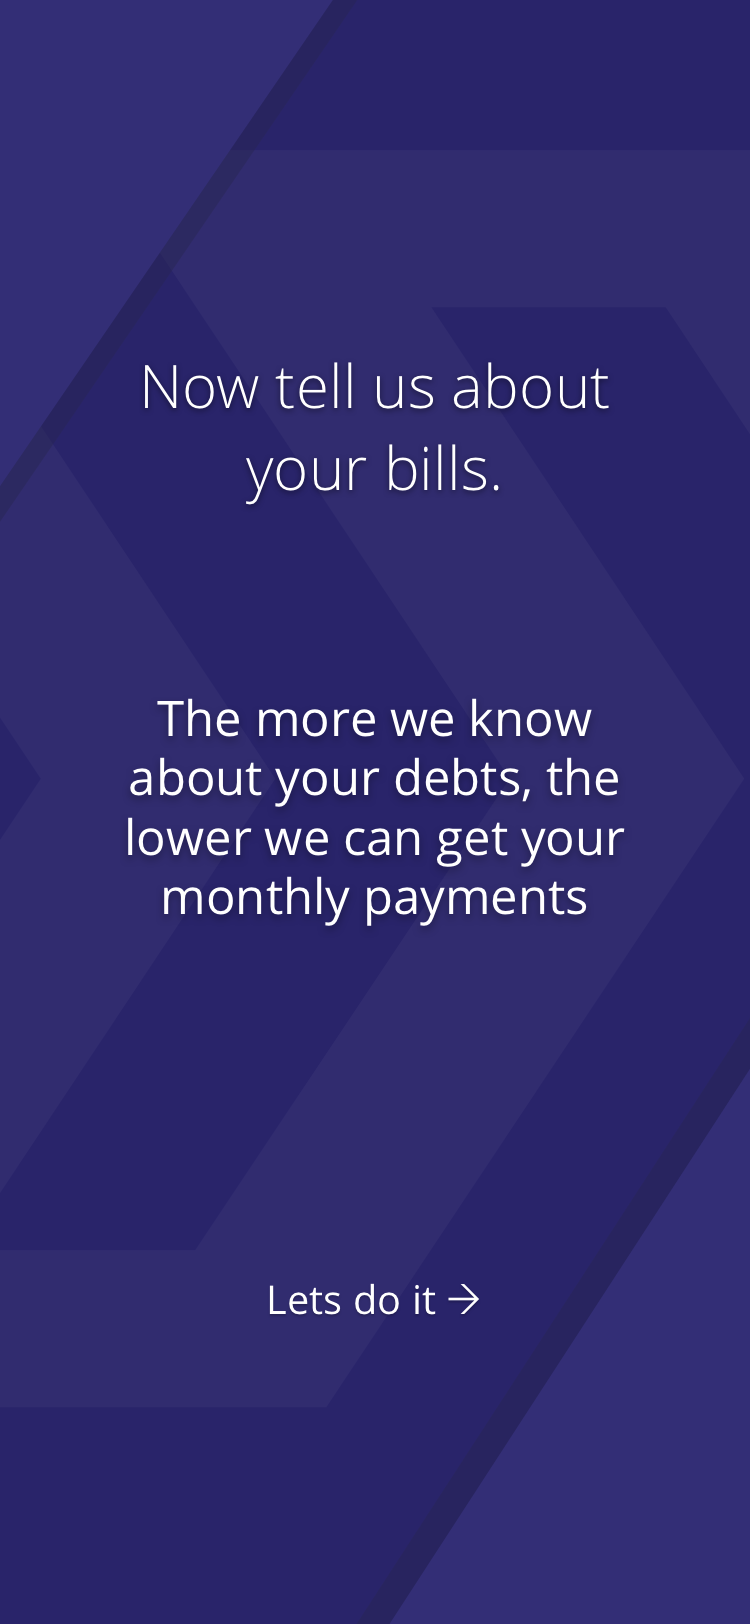 Now tell us about
your bills.
The more we know
about your debts, the
lower we can get your
monthly payments
Lets do it →